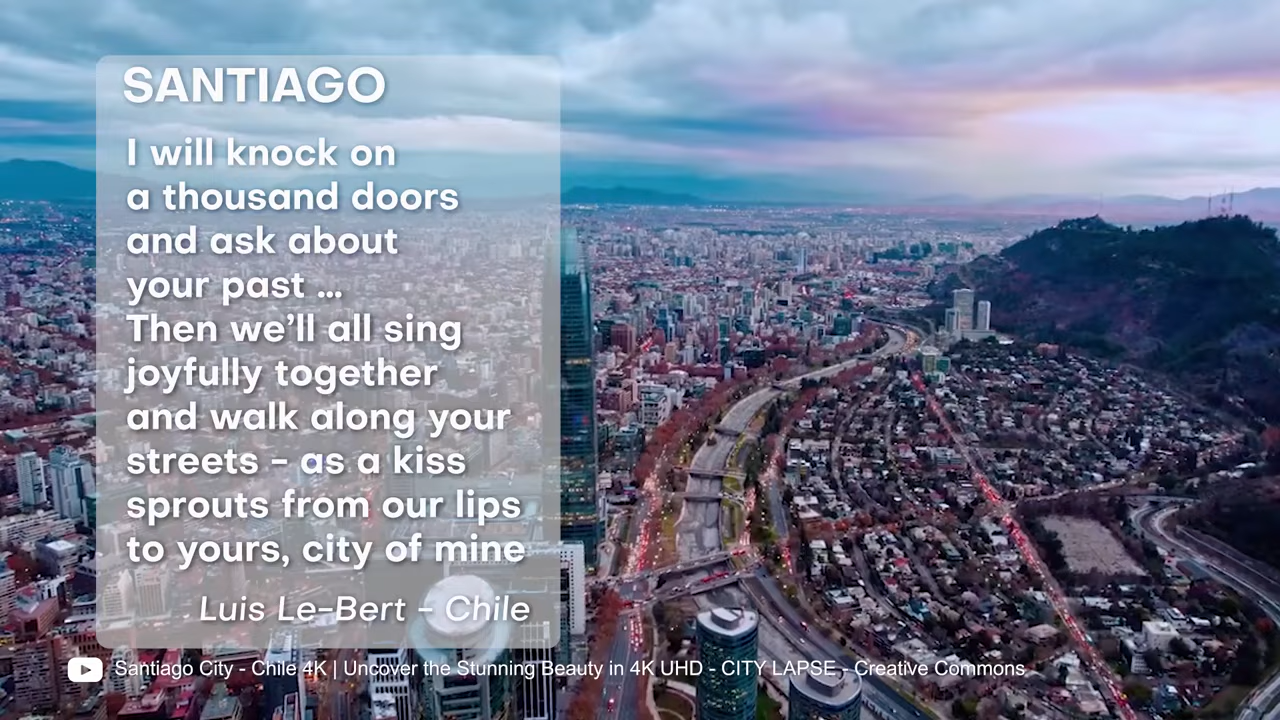 SANTIAGO
I will knock on
a thousand doors
and ask about
your past ...
Then we’ll all sing
joyfully together
and walk along your
streets - as a kiss
sprouts from our lips
to yours, city of mine
Luis Le-Bert - Chile
Santiago City - Chile 4K | Uncover the Stunning Beauty in 4K UHD - CITY LAPSE - Creative Commons